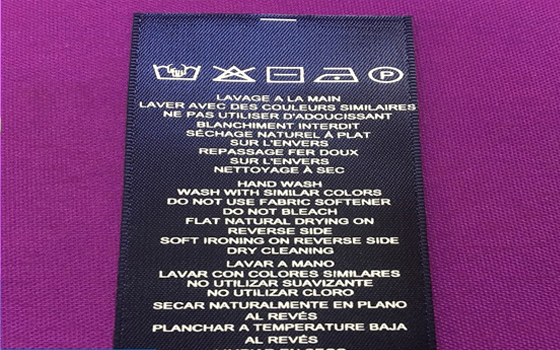 P
LAVAGE A LA MAIN
LAVER AVEC DES COULEURS SIMILAIRES
NE PAS UTILISER D'ADOUCISSANT
BLANCHIMENT INTERDIT
SÉCHAGE NATUREL À PLAT
SUR L'ENVERS
REPASSAGE FER DOUX
SUR L'ENVERS
NETTOYAGE À SEC
HAND WASH
WASH WITH SIMILAR COLORS
DO NOT USE FABRIC SOFTENER
DO NOT BLEACH
FLAT NATURAL DRYING ON
REVERSE SIDE
SOFT IRONING ON REVERSE SIDE
DRY CLEANING
LAVAR A MANO
LAVAR CON COLORES SIMILARES
NO UTILIZAR SUAVIZANTE
NO UTILIZAR CLORO
SECAR NATURALMENTE EN PLANO
AL REVÉS
PLANCHAR A TEMPERATURE BAJA
AL REVÉS